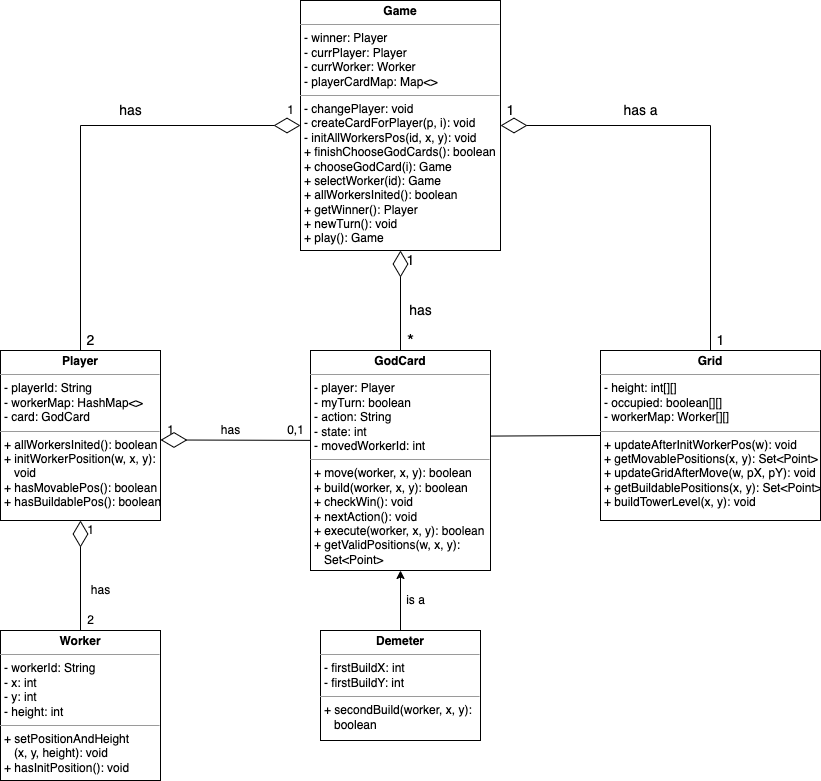 Game
- winner: Player
- currPlayer: Player
- currWorker: Worker
- playerCardMap: Map<>
- changePlayer: void
- createCardForPlayer(p, i): void
- initAllWorkersPos(id, x, y): void
+ finishChooseGodCards(): boolean
+ chooseGodCard(i): Game
+ selectWorker(id): Game
+ allWorkersInited(): boolean
+ getWinner(): Player
+ newTurn(): void
+ play(): Game
has
1
1
has a
1
has
2
*
1
Player
- playerId: String
- workerMap: HashMap<>
- card: GodCard
+ allWorkersInited(): boolean
+ initWorkerPosition(w, x, y):
void
+ hasMovablePos(): boolean
+ hasBuildablePos(): boolean
1
has
0,1
GodCard
- player: Player
- myTurn: boolean
- action: String
- state: int
- movedWorkerId: int
+ move(worker, x, y): boolean
+ build(worker, x, y): boolean
+ checkWin(): void
+ nextAction(): void
+ execute(worker, x, y): boolean
+ getValidPositions(w, x, y):
Set<Point>
Grid
- height: int[][]
- occupied: boolean[][]
- workerMap: Worker[][]
+ updateAfterInitWorkerPos(w): void
+ getMovablePositions(x, y): Set<Point>
+ updateGridAfterMove(w, pX, pY): void
+ getBuildablePositions(x, y): Set<Point>
+ buildTowerLevel(x, y): void
1
has
2
is a
Worker
- workerId: String
- x: int
- y: int
- height: int
+ setPositionAndHeight
(x, y, height): void
+ hasInitPosition(): void
Demeter
- firstBuildX: int
- firstBuildY: int
+ secondBuild(worker, x, y):
boolean